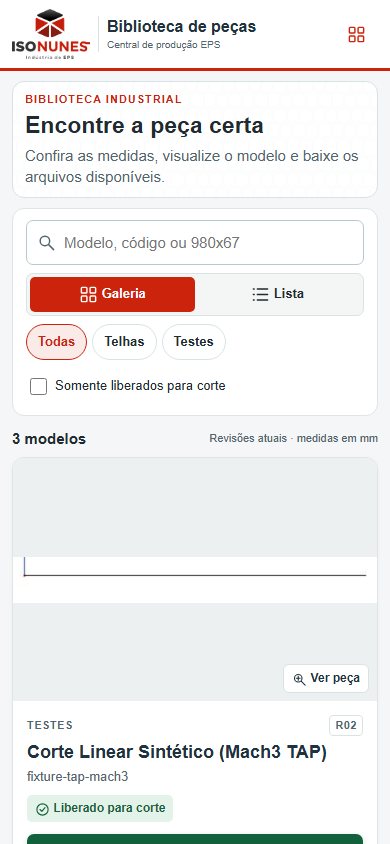 ISONUNES
Indústria de EPS
Biblioteca de peças
Central de produção EPS
BIBLIOTECA INDUSTRIAL
Encontre a peça certa
Confira as medidas, visualize o modelo e baixe os
arquivos disponíveis.
Modelo, código ou 980x67
Galeria
Lista
Todas
Telhas
Testes
Somente liberados para corte
3 modelos
Revisões atuais · medidas em mm
Ver peça
TESTES
R02
Corte Linear Sintético (Mach3 TAP)
fixture-tap-mach3
Liberado para corte